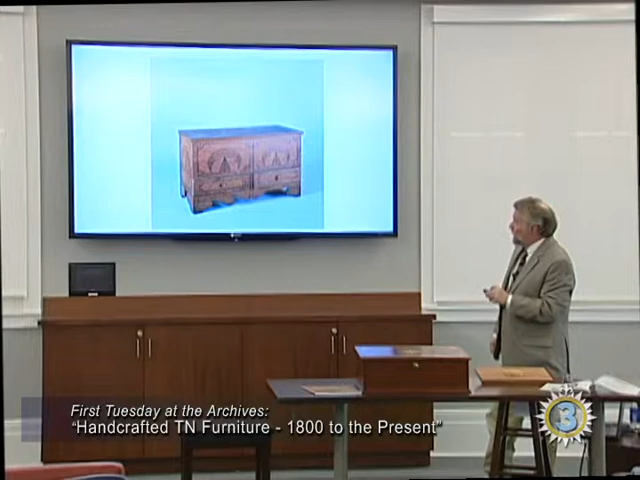 First Tuesday at the Archives:
"Handcrafted TN Furniture - 1800 to the Present"
3